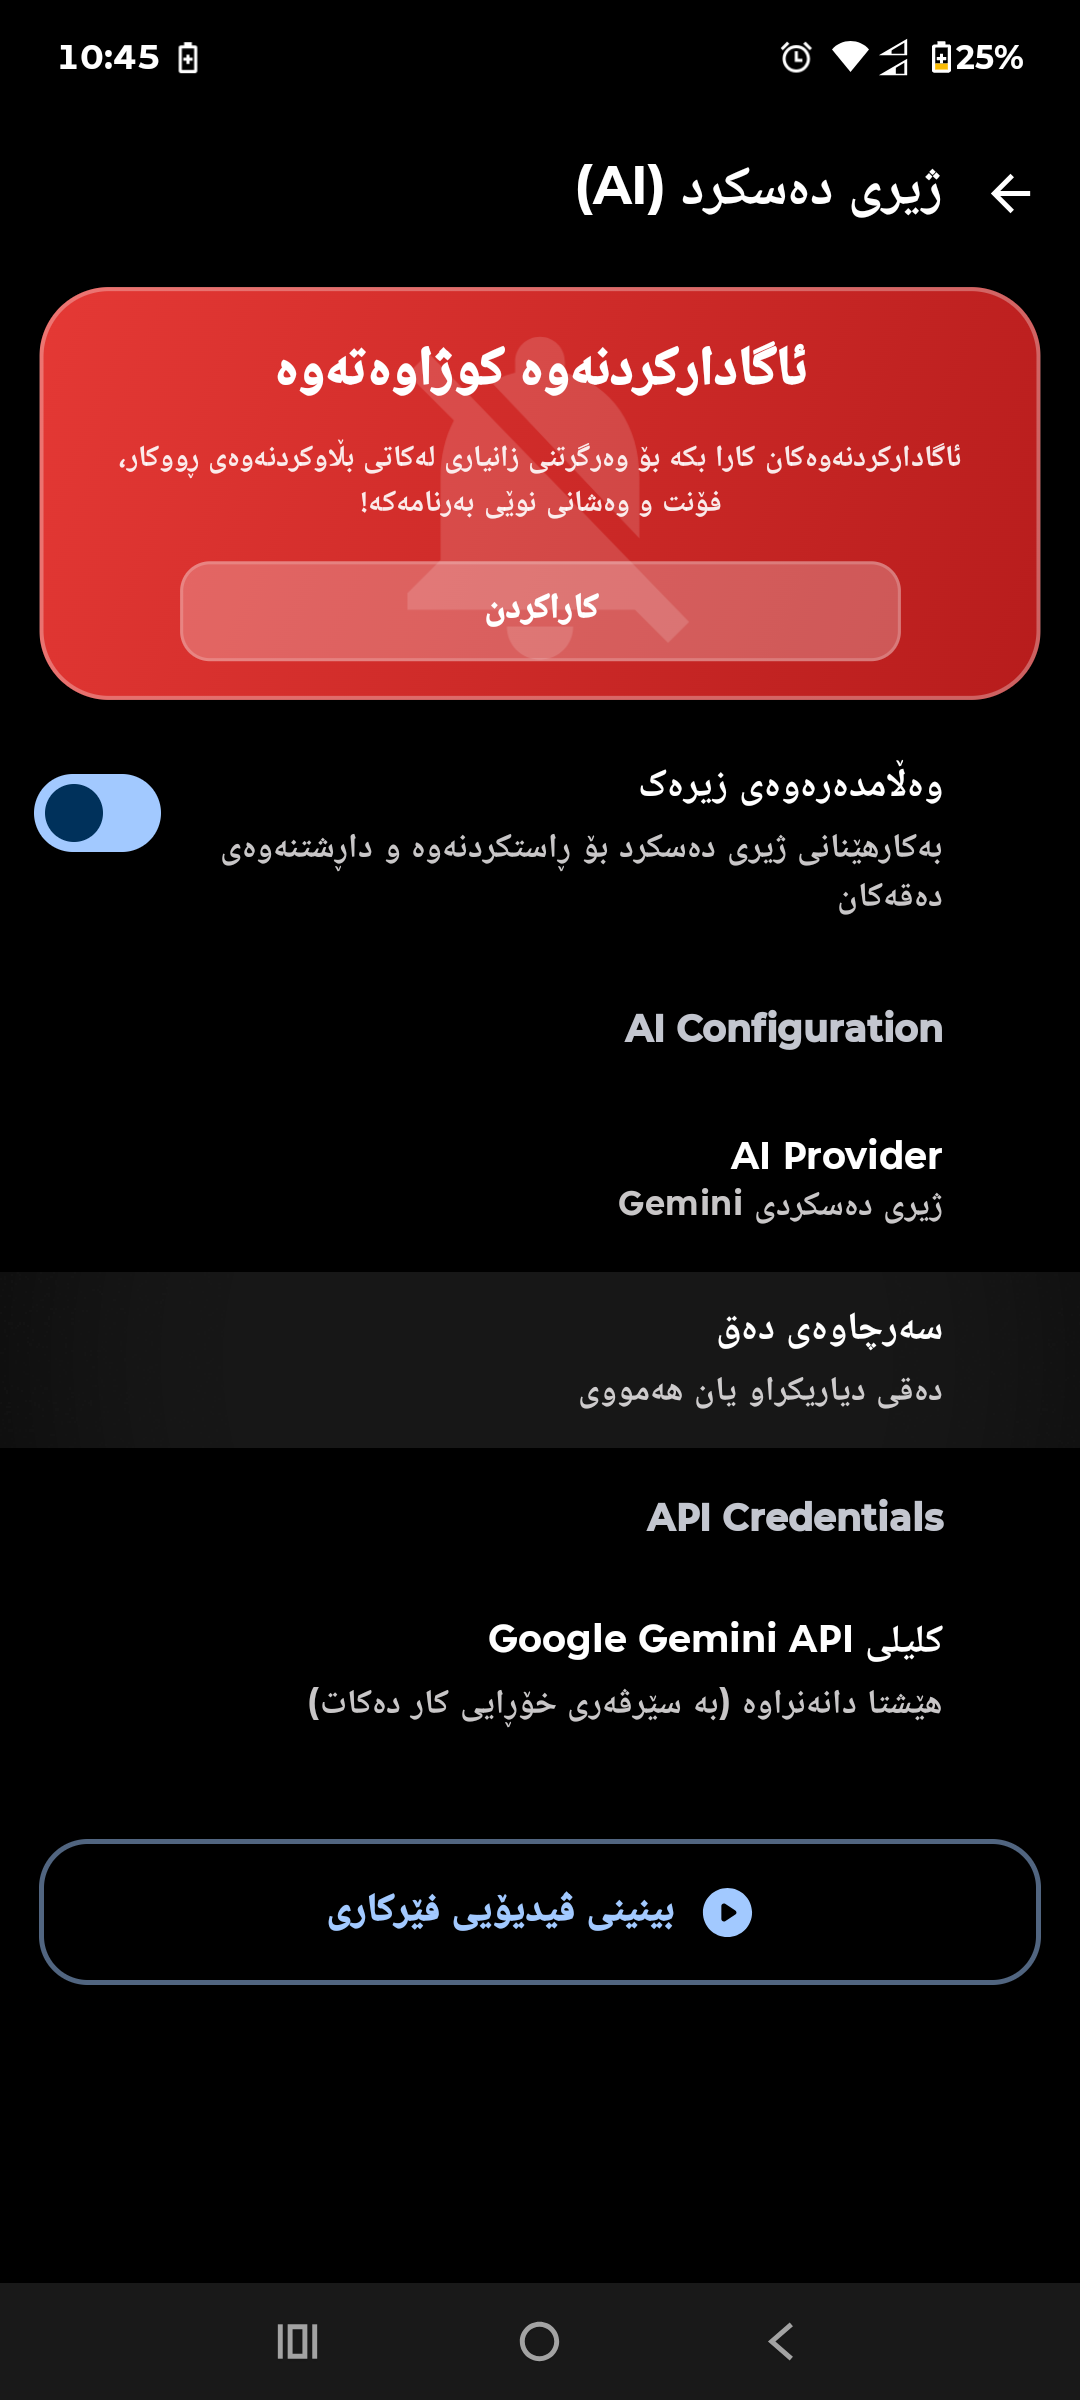 10:45
25%
ژیری دەسکرد (AI)
ئاگادارکردنەوە کوژاوەتەوە
ئاگادارکردنەوەکان کارا بکە بۆ وەرگرتنی زانیاری لەکاتی بڵاوکردنەوەی ڕووکار،
فۆنت و وەشانی نوێی بەرنامەکە!
کاراکردن
وەڵامدەرەوەی زیرەک
بەکارهێنانی ژیری دەسکرد بۆ ڕاستکردنەوە و داڕشتنەوەی
دەقەکان
AI Configuration
AI Provider
ژیری دەسکردی Gemini
سەرچاوەی دەق
دەقی دیاریکراو یان هەمووی
API Credentials
کلیلی Google Gemini API
هێشتا دانەنراوە (بە سێرڤەری خۆڕایی کار دەکات)
بینینی ڤیدیۆیی فێرکاری